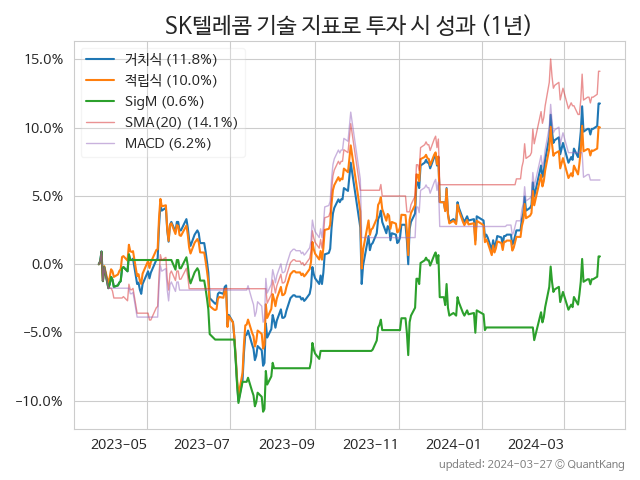 SK텔레콤 기술 지표로 투자 시 성과 (1년)
15.0%
10.0%
5.0%
0.0%
−5.0%
−10.0%
거치식 (11.8%)
적립식 (10.0%)
SigM (0.6%)
SMA(20) (14.1%)
MACD (6.2%)
2023-05
2023-07
2023-09
2023-11
2024-01
2024-03
updated: 2024-03-27 © QuantKang